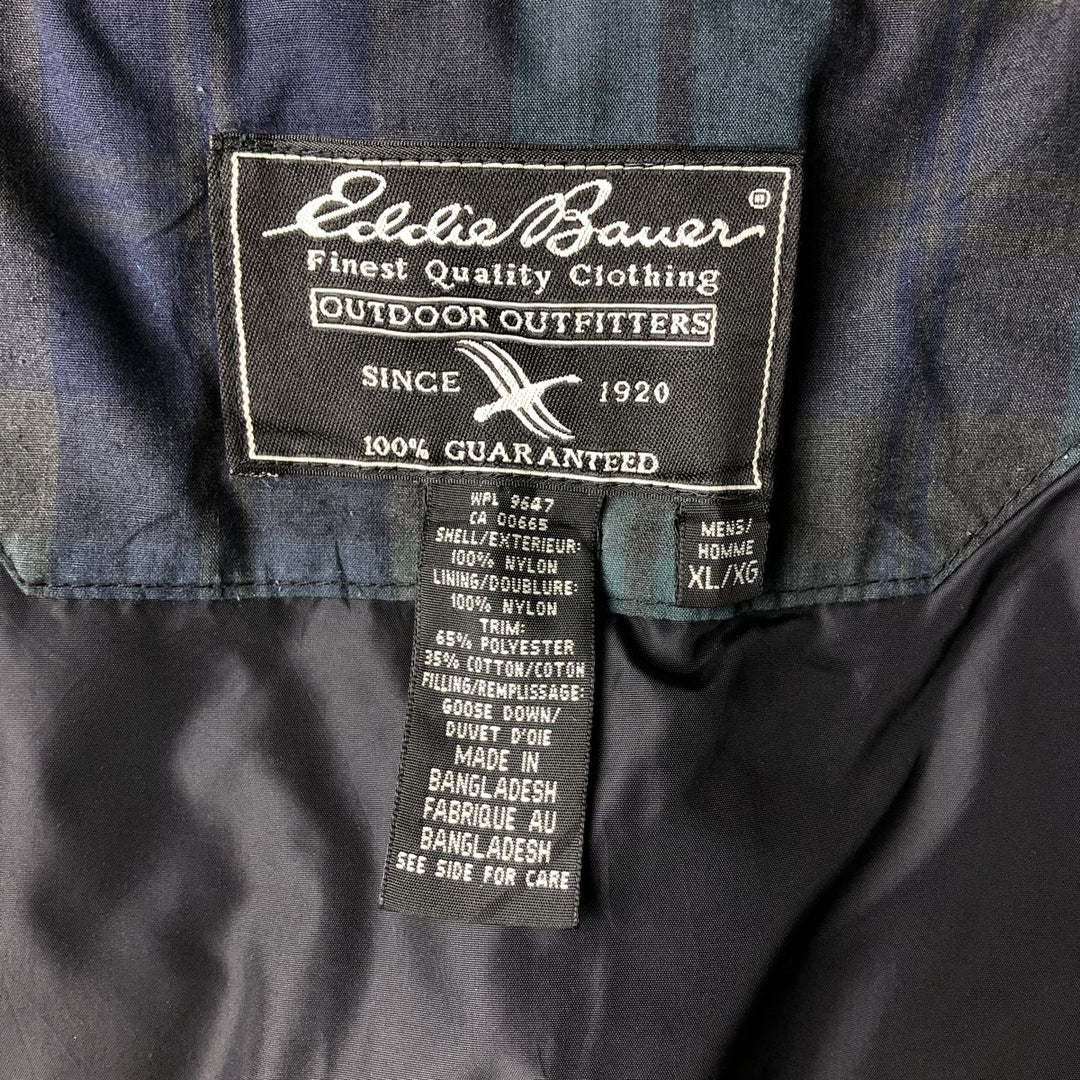 Eddie Bauer ®
Finest Quality Clothing
OUTDOOR OUTFITTERS
SINCE 1920
100% GUARANTEED
WPL 9647
CA 00665
SHELL/EXTERIEUR:
100% NYLON
LINING/DOUBLURE:
100% NYLON
TRIM:
65% POLYESTER
35% COTTON/COTON
FILLING/REMPLISSAGE:
GOOSE DOWN/
DUVET D'OIE
MADE IN
BANGLADESH
FABRIQUE AU
BANGLADESH
SEE SIDE FOR CARE
MENS/
HOMME
XL/XG